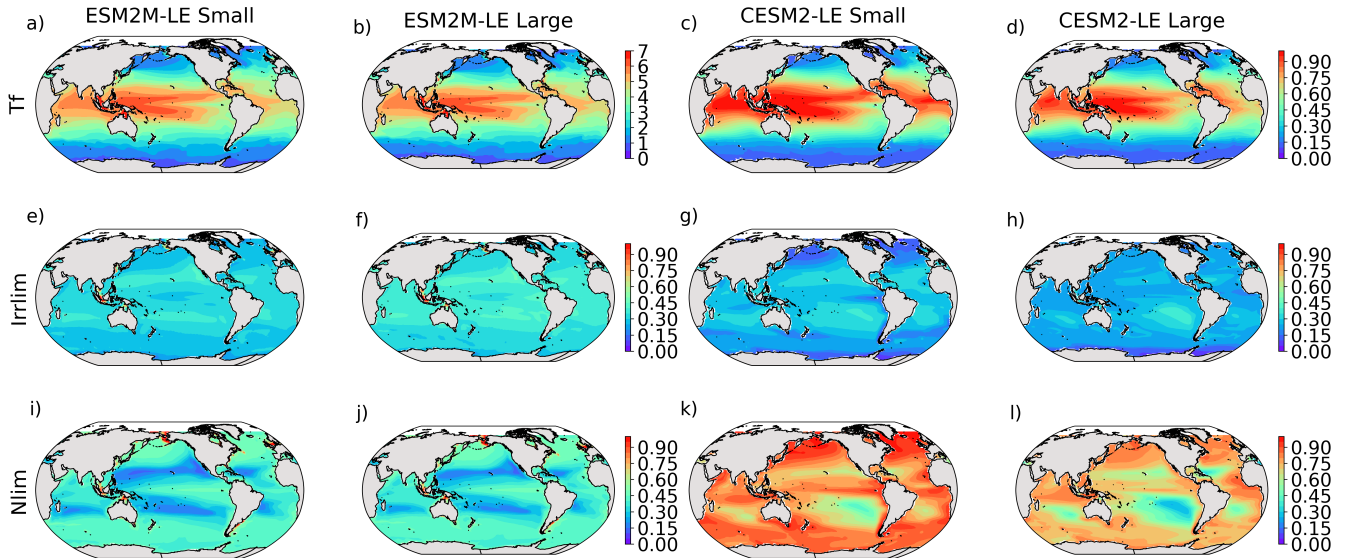 ESM2M-LE Small
ESM2M-LE Large
CESM2-LE Small
CESM2-LE Large
a)
b)
c)
d)
Tf
7
6
5
4
3
2
1
0
0.90
0.75
0.60
0.45
0.30
0.15
0.00
e)
f)
g)
h)
Irrlim
0.90
0.75
0.60
0.45
0.30
0.15
0.00
0.90
0.75
0.60
0.45
0.30
0.15
0.00
i)
j)
k)
l)
Nlim
0.90
0.75
0.60
0.45
0.30
0.15
0.00
0.90
0.75
0.60
0.45
0.30
0.15
0.00